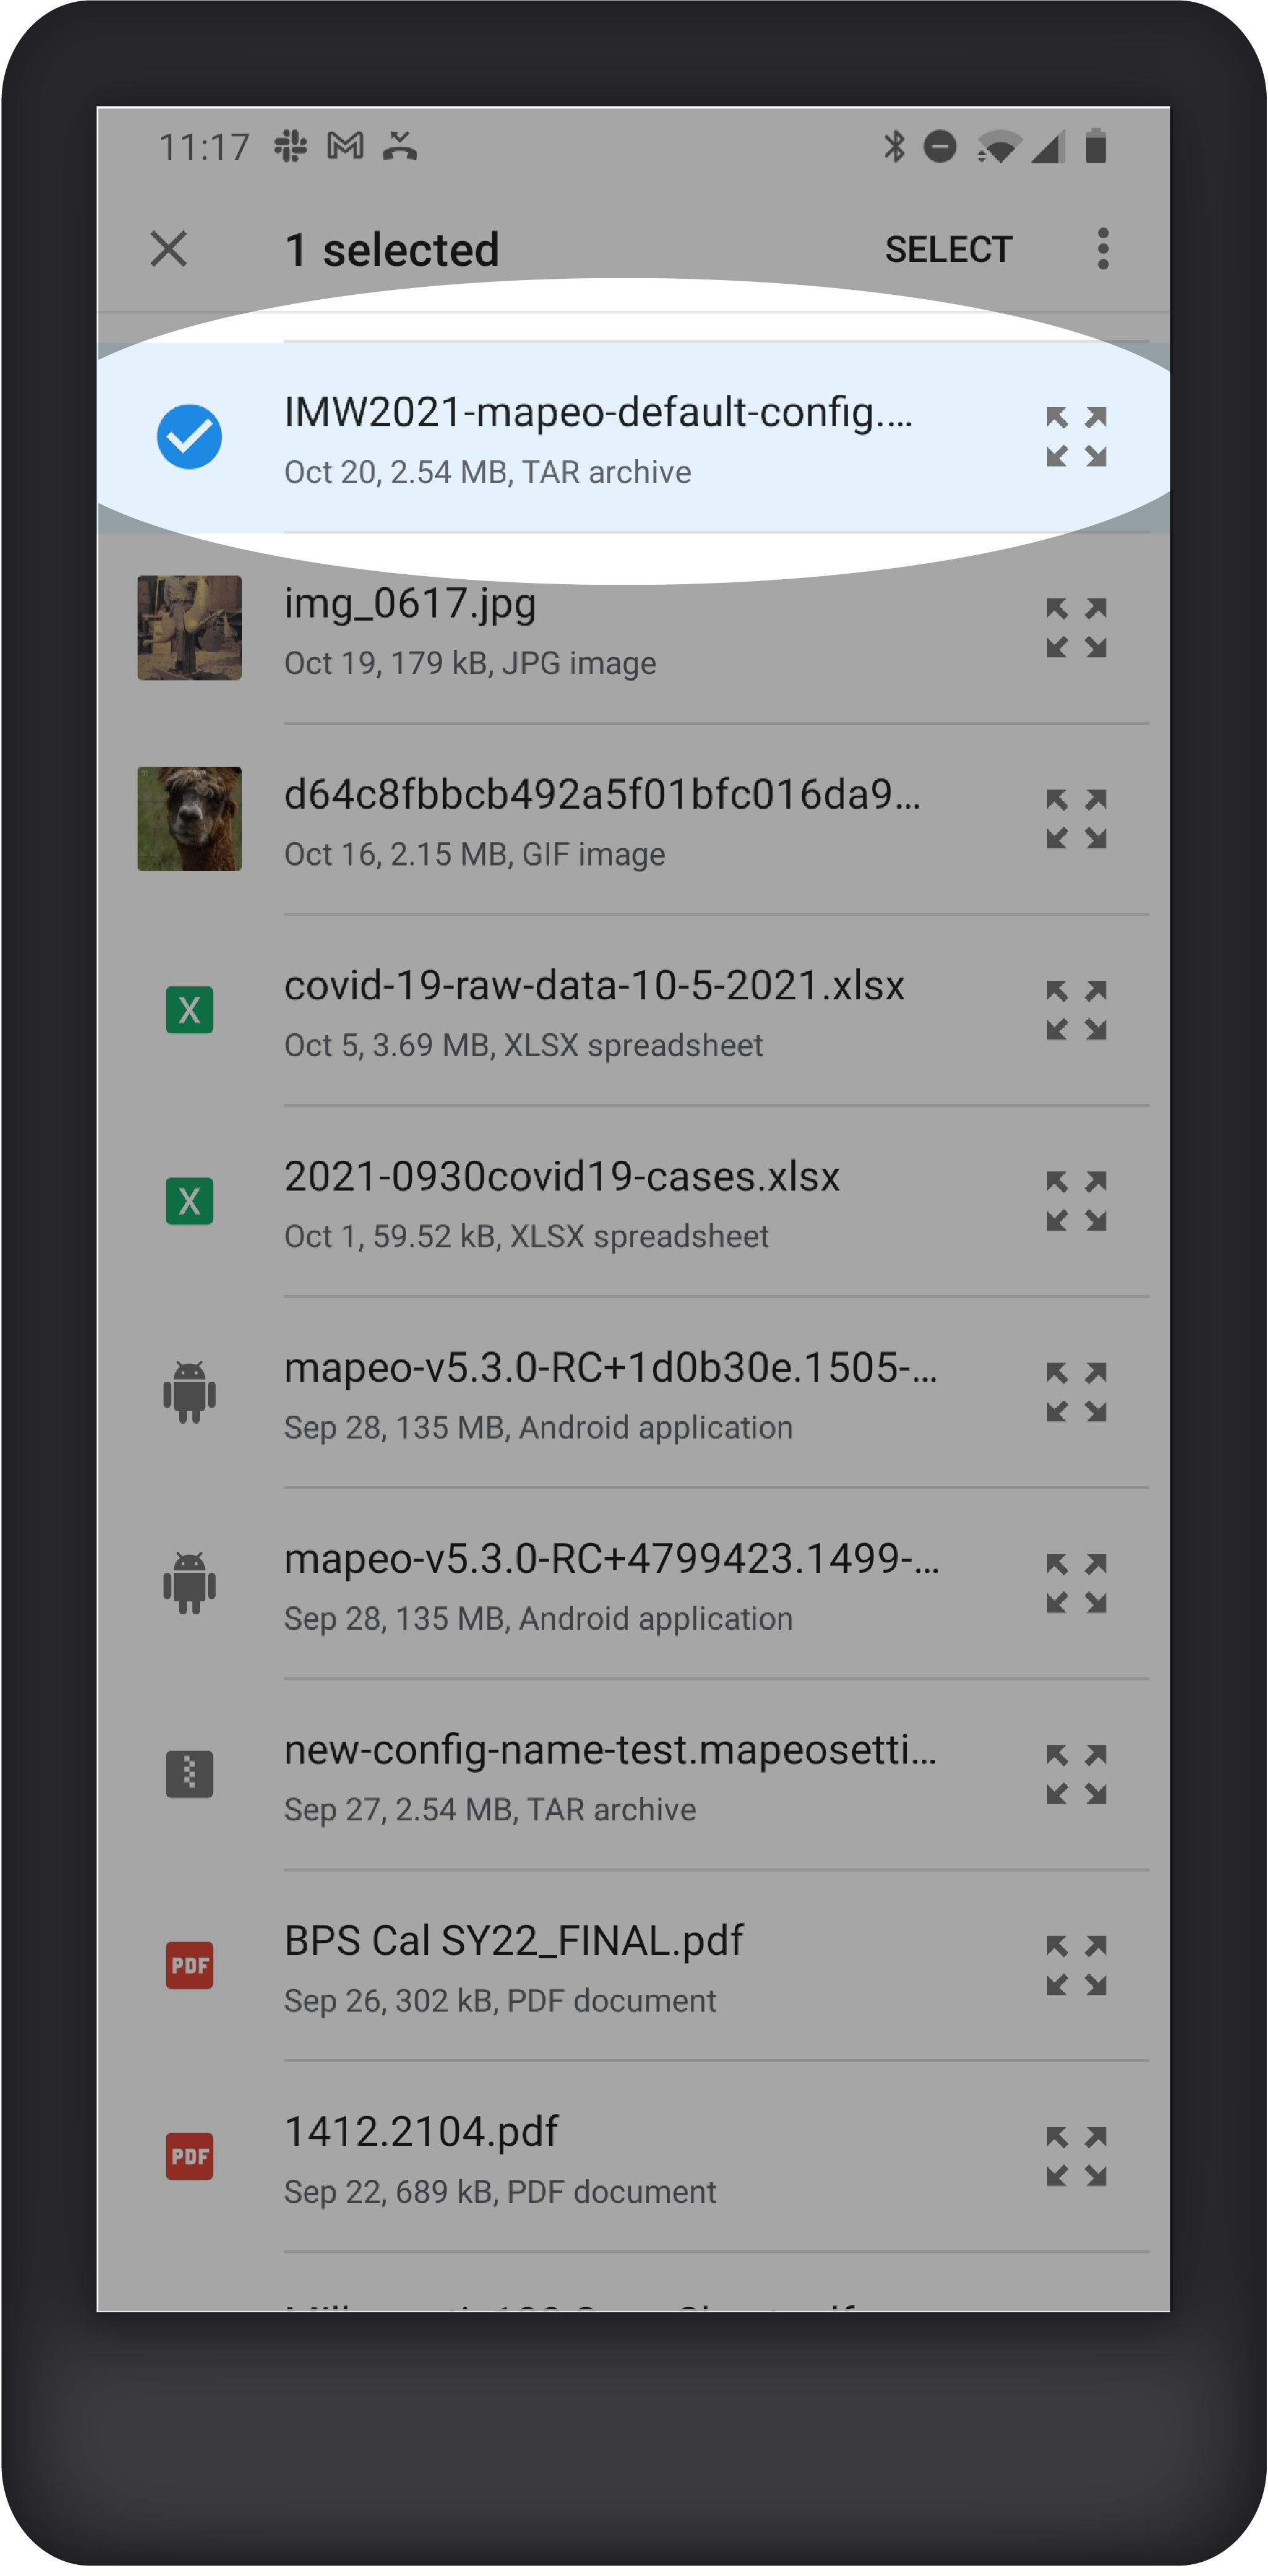 11:17
1 selected SELECT
IMW2021-mapeo-default-config....
Oct 20, 2.54 MB, TAR archive
img_0617.jpg
Oct 19, 179 kB, JPG image
d64c8fbbcb492a5f01bfc016da9...
Oct 16, 2.15 MB, GIF image
X
covid-19-raw-data-10-5-2021.xlsx
Oct 5, 3.69 MB, XLSX spreadsheet
X
2021-0930covid19-cases.xlsx
Oct 1, 59.52 kB, XLSX spreadsheet
mapeo-v5.3.0-RC+1d0b30e.1505-...
Sep 28, 135 MB, Android application
mapeo-v5.3.0-RC+4799423.1499-...
Sep 28, 135 MB, Android application
new-config-name-test.mapeosetti...
Sep 27, 2.54 MB, TAR archive
BPS Cal SY22_FINAL.pdf
PDF
Sep 26, 302 kB, PDF document
1412.2104.pdf
PDF
Sep 22, 689 kB, PDF document